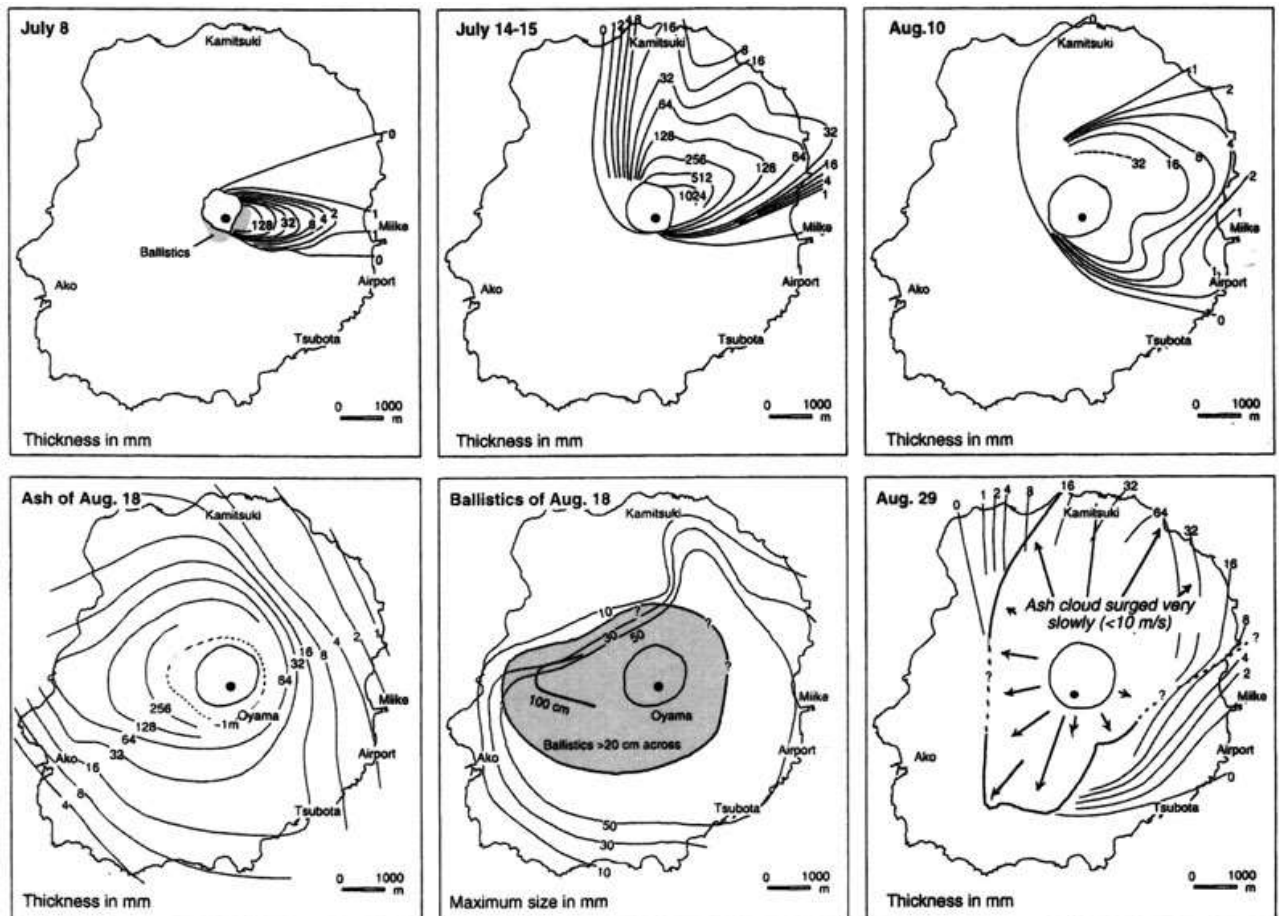 July 8
Kamitsuki
0
128
32
8
4
2
1
Miike
1
0
Ballistics
Ako
Airport
Tsubota
0 1000
m
Thickness in mm
July 14-15
0 1 2 4 8 16
Kamitsuki
8
16
32
64
32
128
256
64
128
16
512
4
1024
1
Miike
Ako
Airport
Tsubota
0 1000
m
Thickness in mm
Aug.10
0
Kamitsuki
1
2
4
8
32
16
2
1
Miike
Ako
1
Airport
0
Tsubota
0 1000
m
Thickness in mm
Ash of Aug. 18
Kamitsuki
1
2
4
8
16
32
64
256
~1m
Oyama
Miike
128
64
32
Ako
16
8
4
Airport
Tsubota
0 1000
m
Thickness in mm
Ballistics of Aug. 18
Kamitsuki
10
?
?
30
50
?
100 cm
Oyama
Miike
Ballistics >20 cm across
Ako
Airport
Tsubota
50
30
10
0 1000
m
Maximum size in mm
Aug. 29
0
1
2
4
8
16
32
Kamitsuki
64
32
16
Ash cloud surged very
slowly (<10 m/s)
8
?
4
2
?
?
Miike
Ako
Airport
0
Tsubota
0 1000
m
Thickness in mm